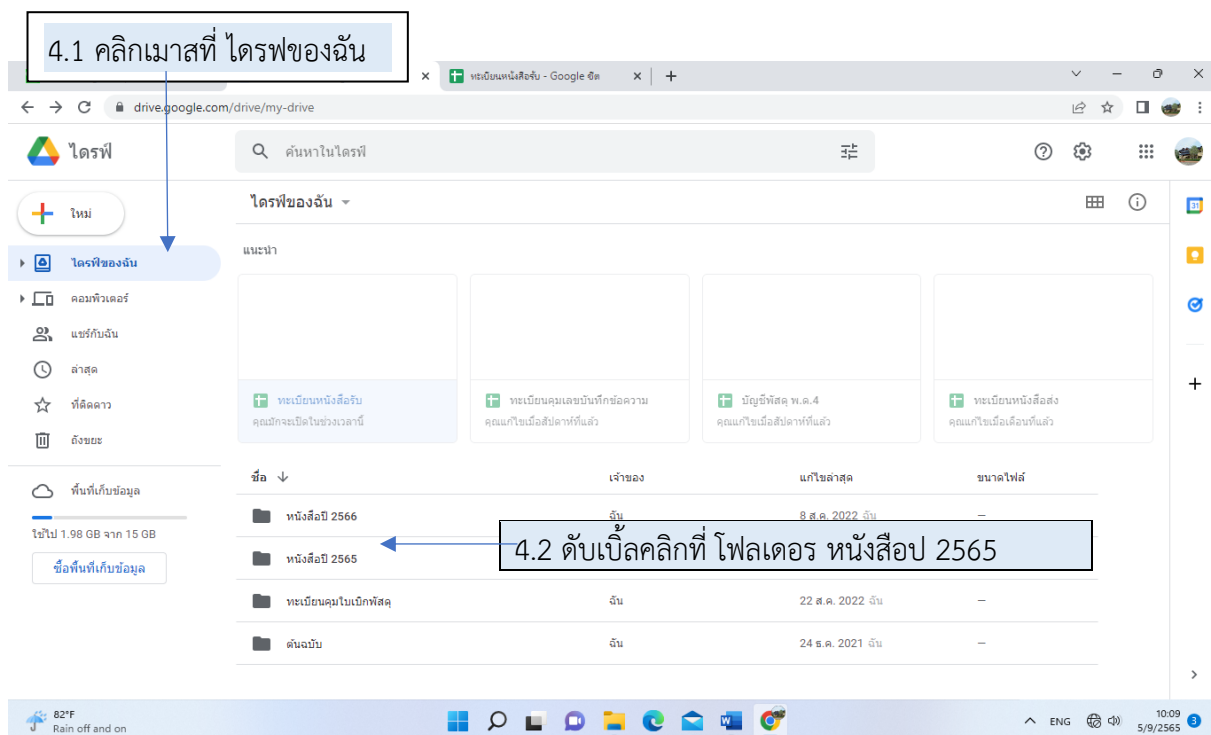 4.1 คลิกเมาสที่ ไดรฟของฉัน
ทะเบียนหนังสือรับ - Google ชีต
drive.google.com/drive/my-drive
ไดรฟ์
ค้นหาในไดรฟ์
ใหม่
ไดรฟ์ของฉัน
31
แนะนำ
ไดรฟ์ของฉัน
คอมพิวเตอร์
แชร์กับฉัน
ล่าสุด
ที่ติดดาว
ถังขยะ
ทะเบียนหนังสือรับ
คุณมักจะเปิดในช่วงเวลานี้
ทะเบียนคุมเลขบันทึกข้อความ
คุณแก้ไขเมื่อสัปดาห์ที่แล้ว
บัญชีพัสดุ พ.ด.4
คุณแก้ไขเมื่อสัปดาห์ที่แล้ว
ทะเบียนหนังสือส่ง
คุณแก้ไขเมื่อเดือนที่แล้ว
พื้นที่เก็บข้อมูล
ใช้ไป 1.98 GB จาก 15 GB
ซื้อพื้นที่เก็บข้อมูล
ชื่อ เจ้าของ แก้ไขล่าสุด ขนาดไฟล์
หนังสือปี 2566 ฉัน 8 ส.ค. 2022 ฉัน –
หนังสือปี 2565
4.2 ดับเบิ้ลคลิกที่ โฟลเดอร หนังสือป 2565
ทะเบียนคุมใบเบิกพัสดุ ฉัน 22 ส.ค. 2022 ฉัน –
ต้นฉบับ ฉัน 24 ธ.ค. 2021 ฉัน –
82°F
Rain off and on
ENG
10:09
5/9/2565
3